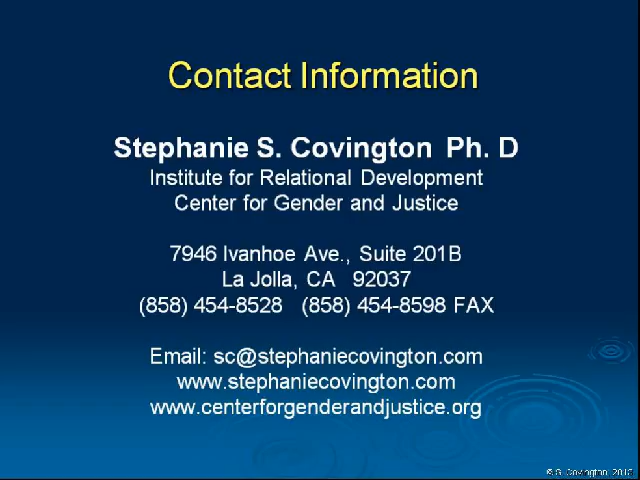 Contact Information
Stephanie S. Covington Ph. D
Institute for Relational Development
Center for Gender and Justice
7946 Ivanhoe Ave., Suite 201B
La Jolla, CA 92037
(858) 454-8528 (858) 454-8598 FAX
Email: sc@stephaniecovington.com
www.stephaniecovington.com
www.centerforgenderandjustice.org
© S. Covington,